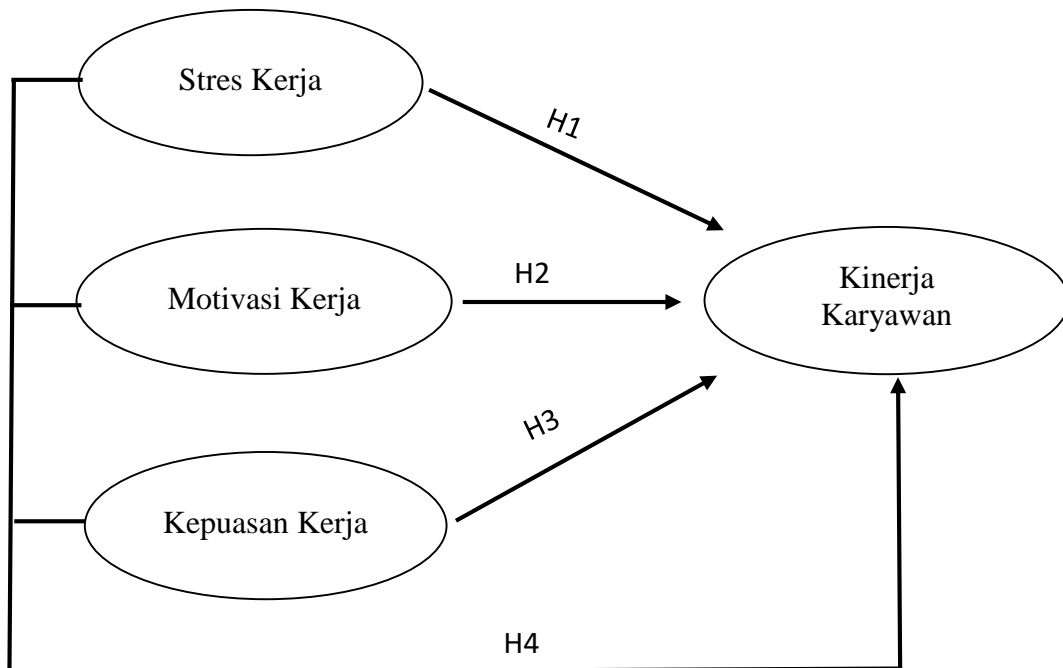 Stres Kerja
H1
Motivasi Kerja
H2
Kinerja
Karyawan
H3
Kepuasan Kerja
H4